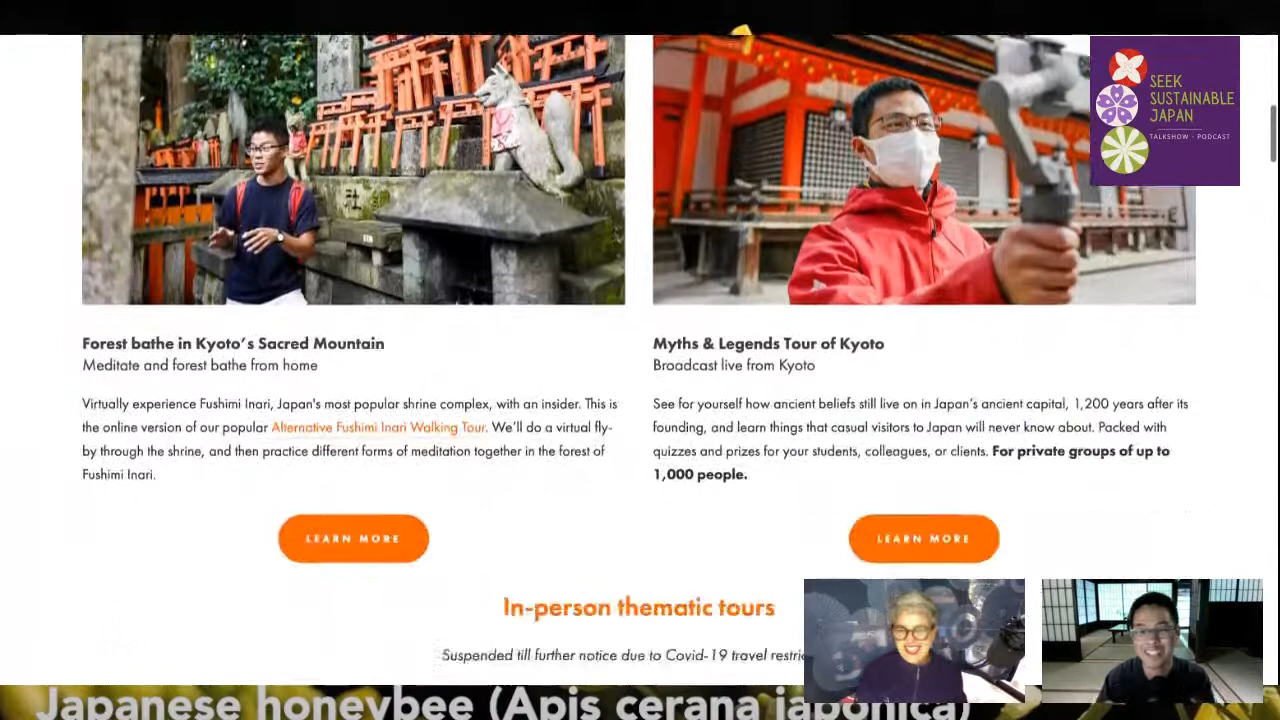 SEEK
SUSTAINABLE
JAPAN
TALKSHOW · PODCAST
社
Forest bathe in Kyoto's Sacred Mountain
Meditate and forest bathe from home
Virtually experience Fushimi Inari, Japan's most popular shrine complex, with an insider. This is
the online version of our popular Alternative Fushimi Inari Walking Tour. We'll do a virtual fly-
by through the shrine, and then practice different forms of meditation together in the forest of
Fushimi Inari.
LEARN MORE
Myths & Legends Tour of Kyoto
Broadcast live from Kyoto
See for yourself how ancient beliefs still live on in Japan's ancient capital, 1,200 years after its
founding, and learn things that casual visitors to Japan will never know about. Packed with
quizzes and prizes for your students, colleagues, or clients. For private groups of up to
1,000 people.
LEARN MORE
In-person thematic tours
Suspended till further notice due to Covid-19 travel restric
Japanese honeybee (Apis cerana japonica)